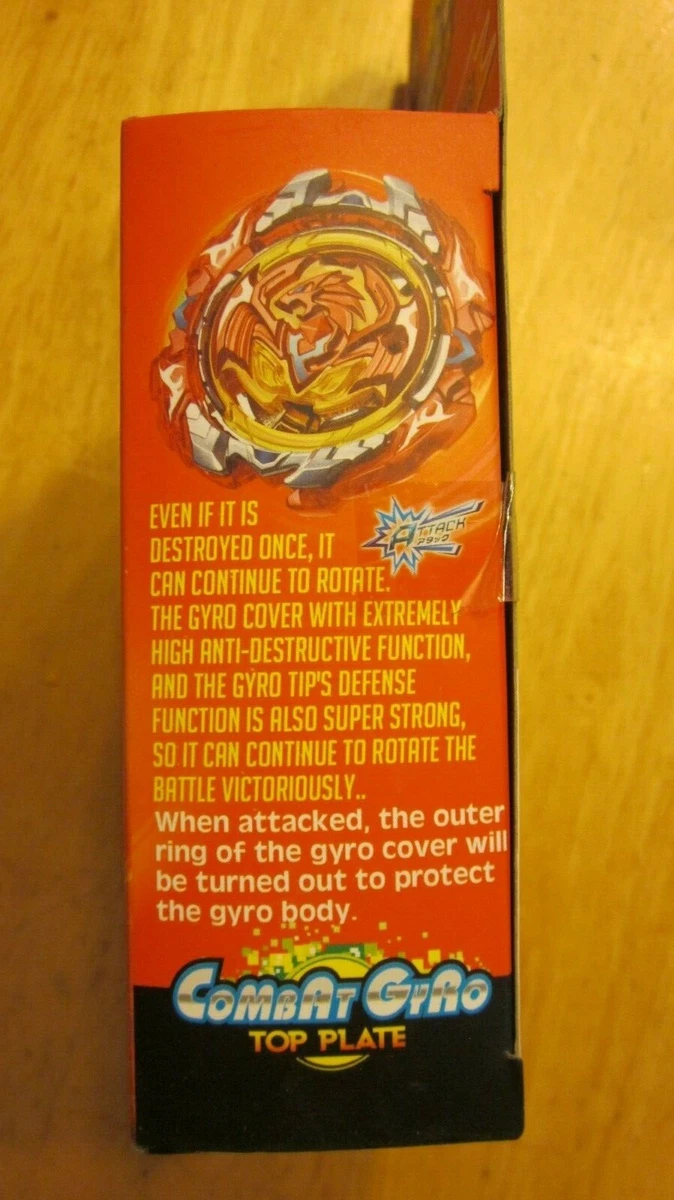 EVEN IF IT IS
DESTROYED ONCE, IT
ATTACK
アタック
CAN CONTINUE TO ROTATE.
THE GYRO COVER WITH EXTREMELY
HIGH ANTI-DESTRUCTIVE FUNCTION,
AND THE GYRO TIP'S DEFENSE
FUNCTION IS ALSO SUPER STRONG,
SO IT CAN CONTINUE TO ROTATE THE
BATTLE VICTORIOUSLY..
When attacked, the outer
ring of the gyro cover will
be turned out to protect
the gyro body.
COMBAT GYRO
TOP PLATE